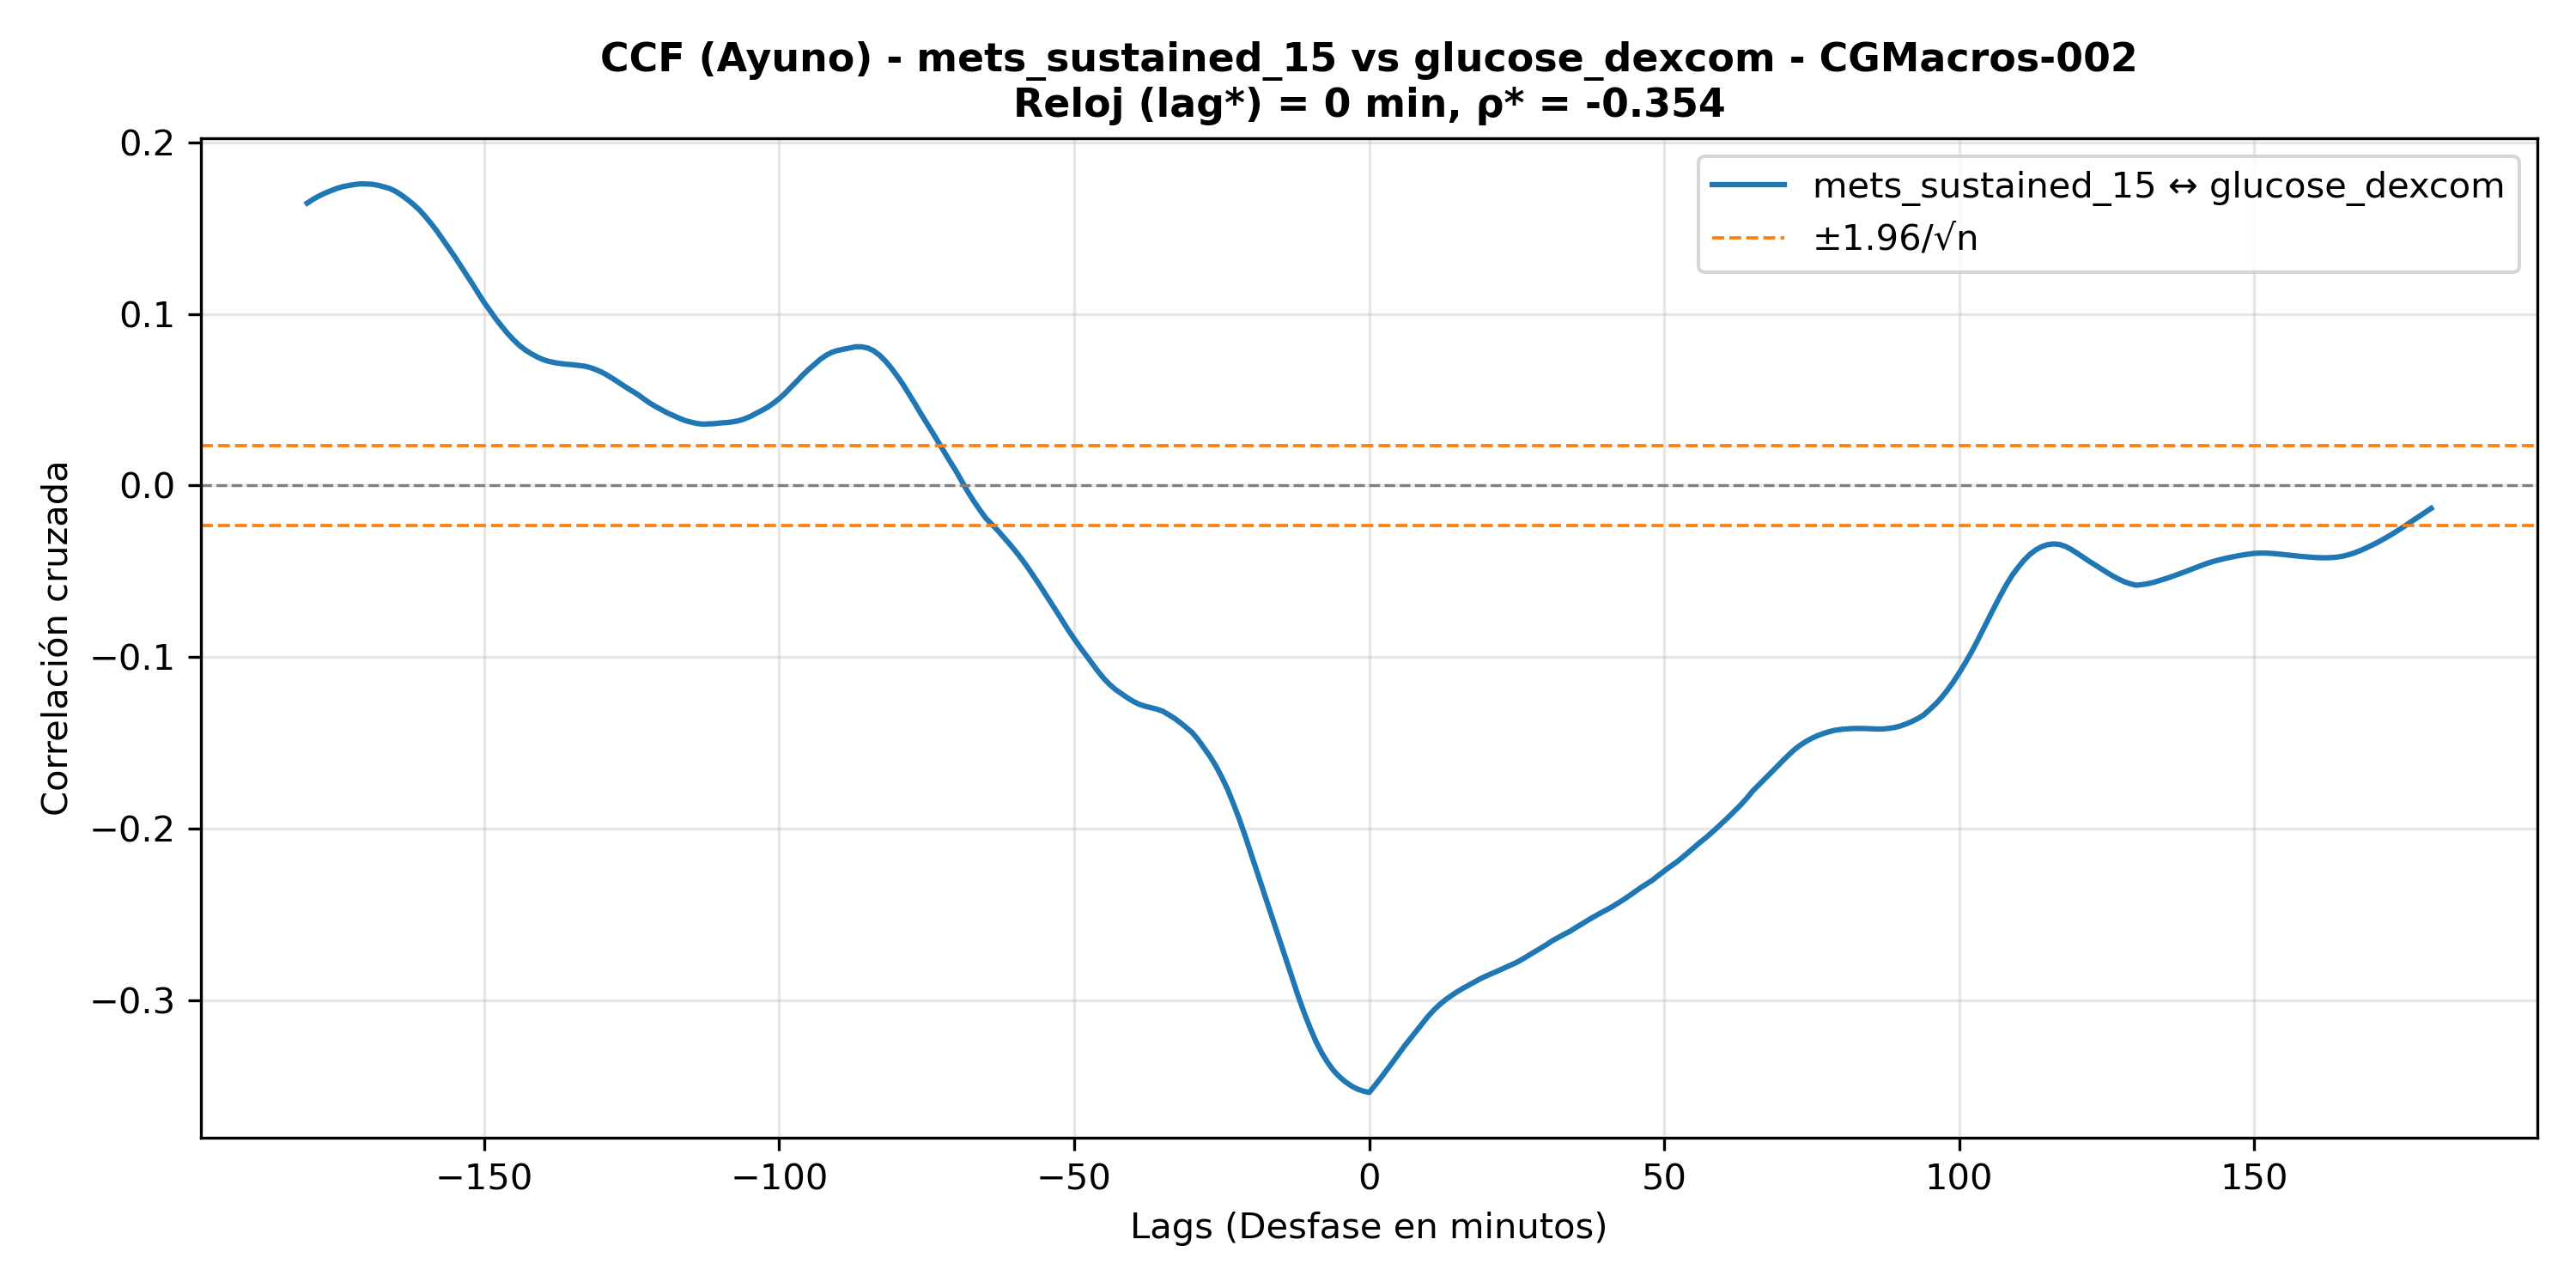 CCF (Ayuno) - mets_sustained_15 vs glucose_dexcom - CGMacros-002
Reloj (lag*) = 0 min, ρ* = -0.354
mets_sustained_15 ↔ glucose_dexcom
±1.96/√n
Correlación cruzada
0.2
0.1
0.0
−0.1
−0.2
−0.3
−150
−100
−50
0
50
100
150
Lags (Desfase en minutos)